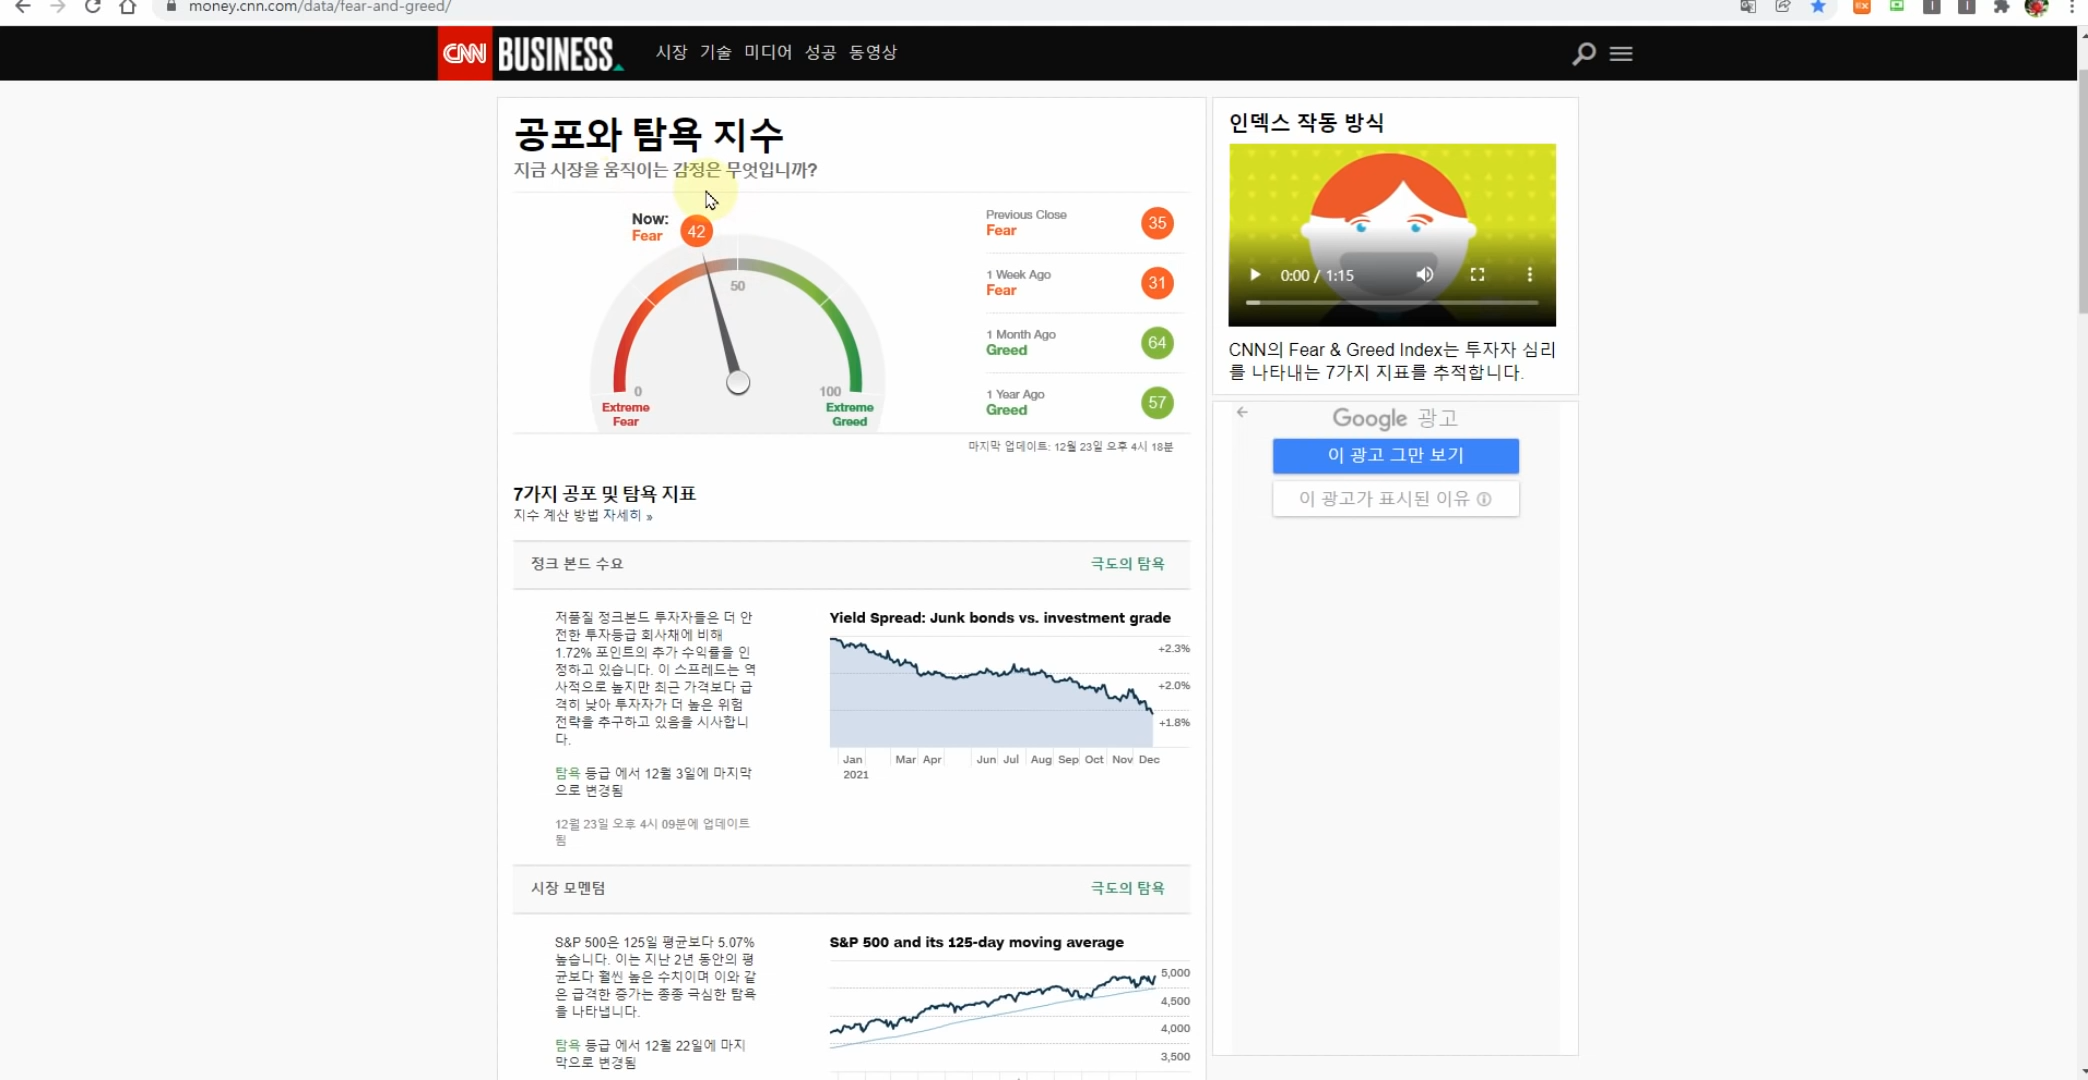 money.cnn.com/data/fear-and-greed/
CNN BUSINESS
시장 기술 미디어 성공 동영상
공포와 탐욕 지수
지금 시장을 움직이는 감정은 무엇입니까?
Now:
Fear
42
50
0
100
Extreme
Fear
Extreme
Greed
Previous Close
Fear
35
1 Week Ago
Fear
31
1 Month Ago
Greed
64
1 Year Ago
Greed
57
마지막 업데이트: 12월 23일 오후 4시 18분
7가지 공포 및 탐욕 지표
지수 계산 방법 자세히 »
정크 본드 수요
극도의 탐욕
저품질 정크본드 투자자들은 더 안
전한 투자등급 회사채에 비해
1.72% 포인트의 추가 수익률을 인
정하고 있습니다. 이 스프레드는 역
사적으로 높지만 최근 가격보다 급
격히 낮아 투자자가 더 높은 위험
전략을 추구하고 있음을 시사합니
다.
탐욕 등급 에서 12월 3일에 마지막
으로 변경됨
12월 23일 오후 4시 09분에 업데이트
됨
Yield Spread: Junk bonds vs. investment grade
+2.3%
+2.0%
+1.8%
Jan Mar Apr Jun Jul Aug Sep Oct Nov Dec
2021
시장 모멘텀
극도의 탐욕
S&P 500은 125일 평균보다 5.07%
높습니다. 이는 지난 2년 동안의 평
균보다 훨씬 높은 수치이며 이와 같
은 급격한 증가는 종종 극심한 탐욕
을 나타냅니다.
탐욕 등급 에서 12월 22일에 마지
막으로 변경됨
S&P 500 and its 125-day moving average
5,000
4,500
4,000
3,500
인덱스 작동 방식
0:00 / 1:15
CNN의 Fear & Greed Index는 투자자 심리
를 나타내는 7가지 지표를 추적합니다.
Google 광고
이 광고 그만 보기
이 광고가 표시된 이유